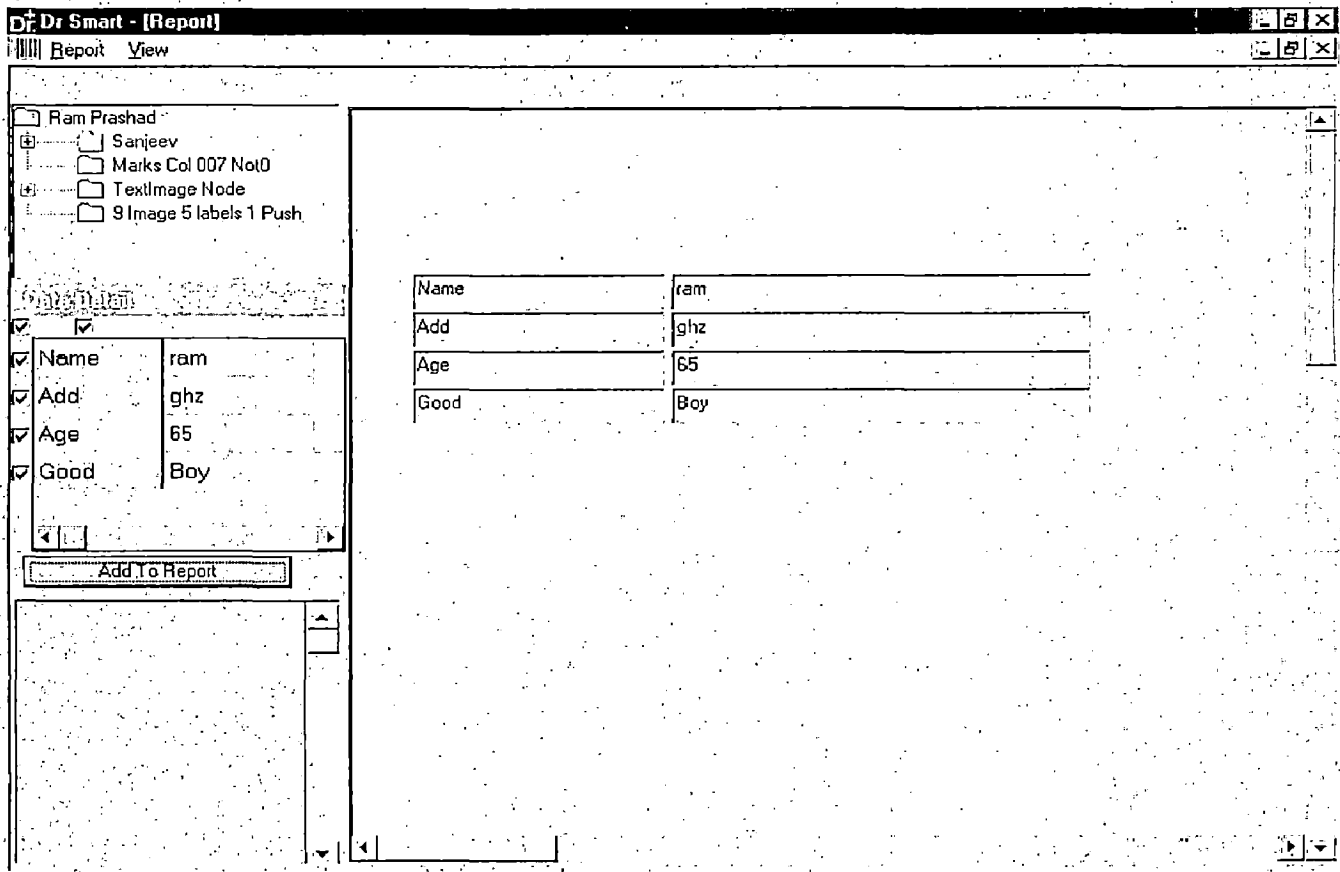 Dr Dr Smart - [Report]
Report View
Ram Prashad
Sanjeev
Marks Col 007 Not0
TextImage Node
9 Image 5 labels 1 Push
Name ram
Add ghz
Age 65
Good Boy
Add To Report
Name ram
Add ghz
Age 65
Good Boy